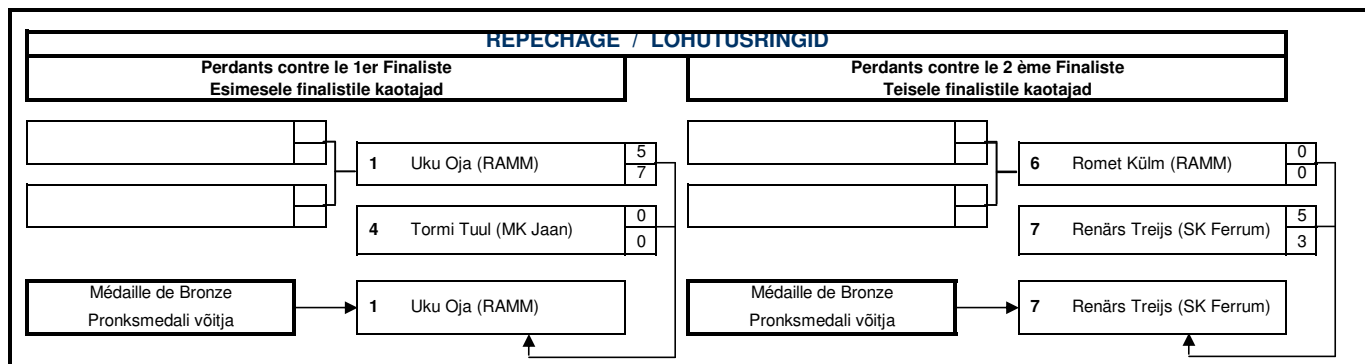 REPECHAGE / LOHUTUSRINGID
Perdants contre le 1er Finaliste
Esimesele finalistile kaotajad
Perdants contre le 2 ème Finaliste
Teisele finalistile kaotajad
1 Uku Oja (RAMM) 5 7
6 Romet Külm (RAMM) 0 0
4 Tormi Tuul (MK Jaan) 0 0
7 Renärs Treijs (SK Ferrum) 5 3
Médaille de Bronze
Pronksmedali võitja
1 Uku Oja (RAMM)
Médaille de Bronze
Pronksmedali võitja
7 Renärs Treijs (SK Ferrum)